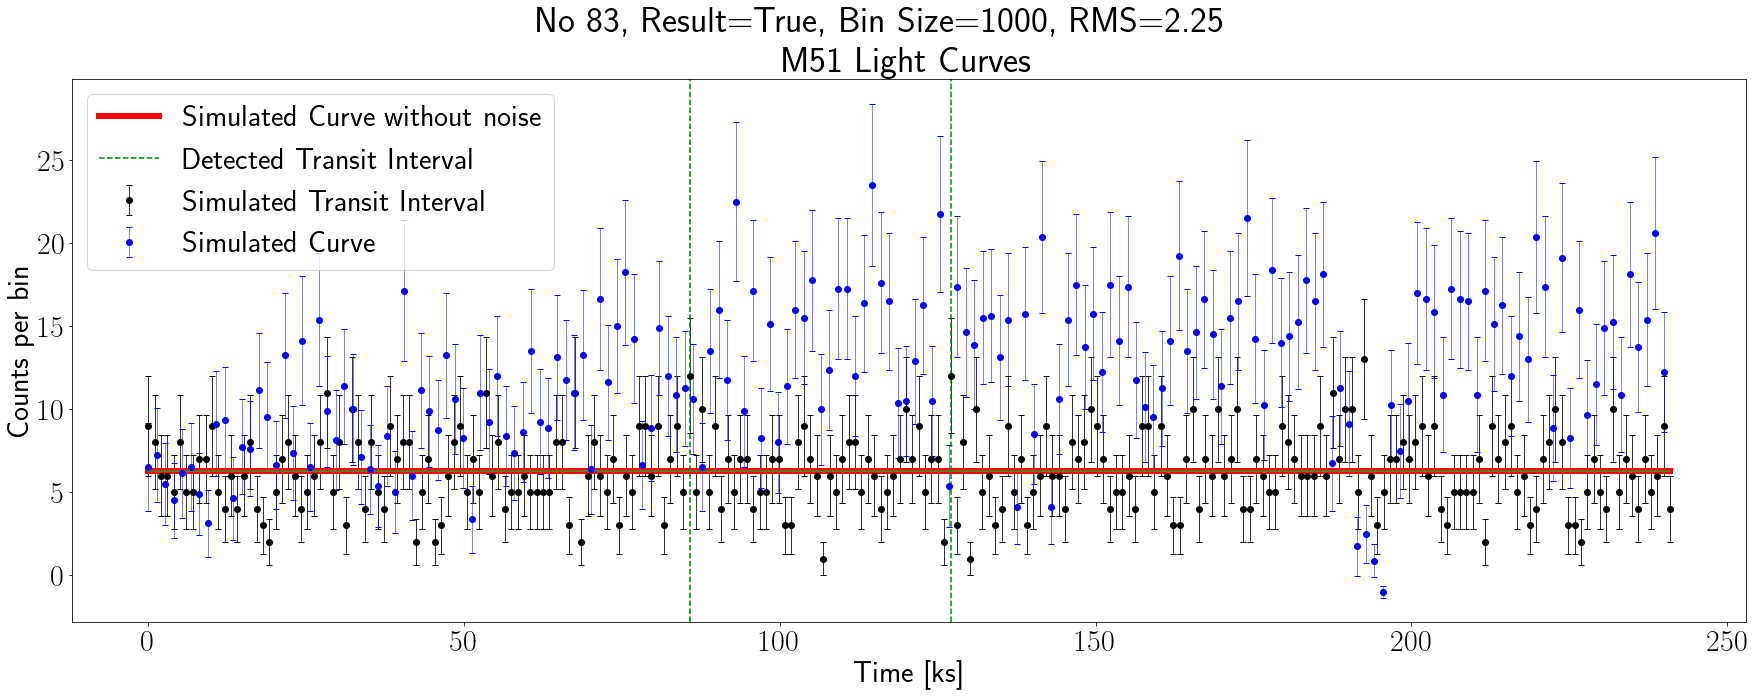 No 83, Result=True, Bin Size=1000, RMS=2.25
M51 Light Curves
Simulated Curve without noise
Detected Transit Interval
Simulated Transit Interval
Simulated Curve
Counts per bin
25
20
15
10
5
0
0 50 100 150 200 250
Time [ks]